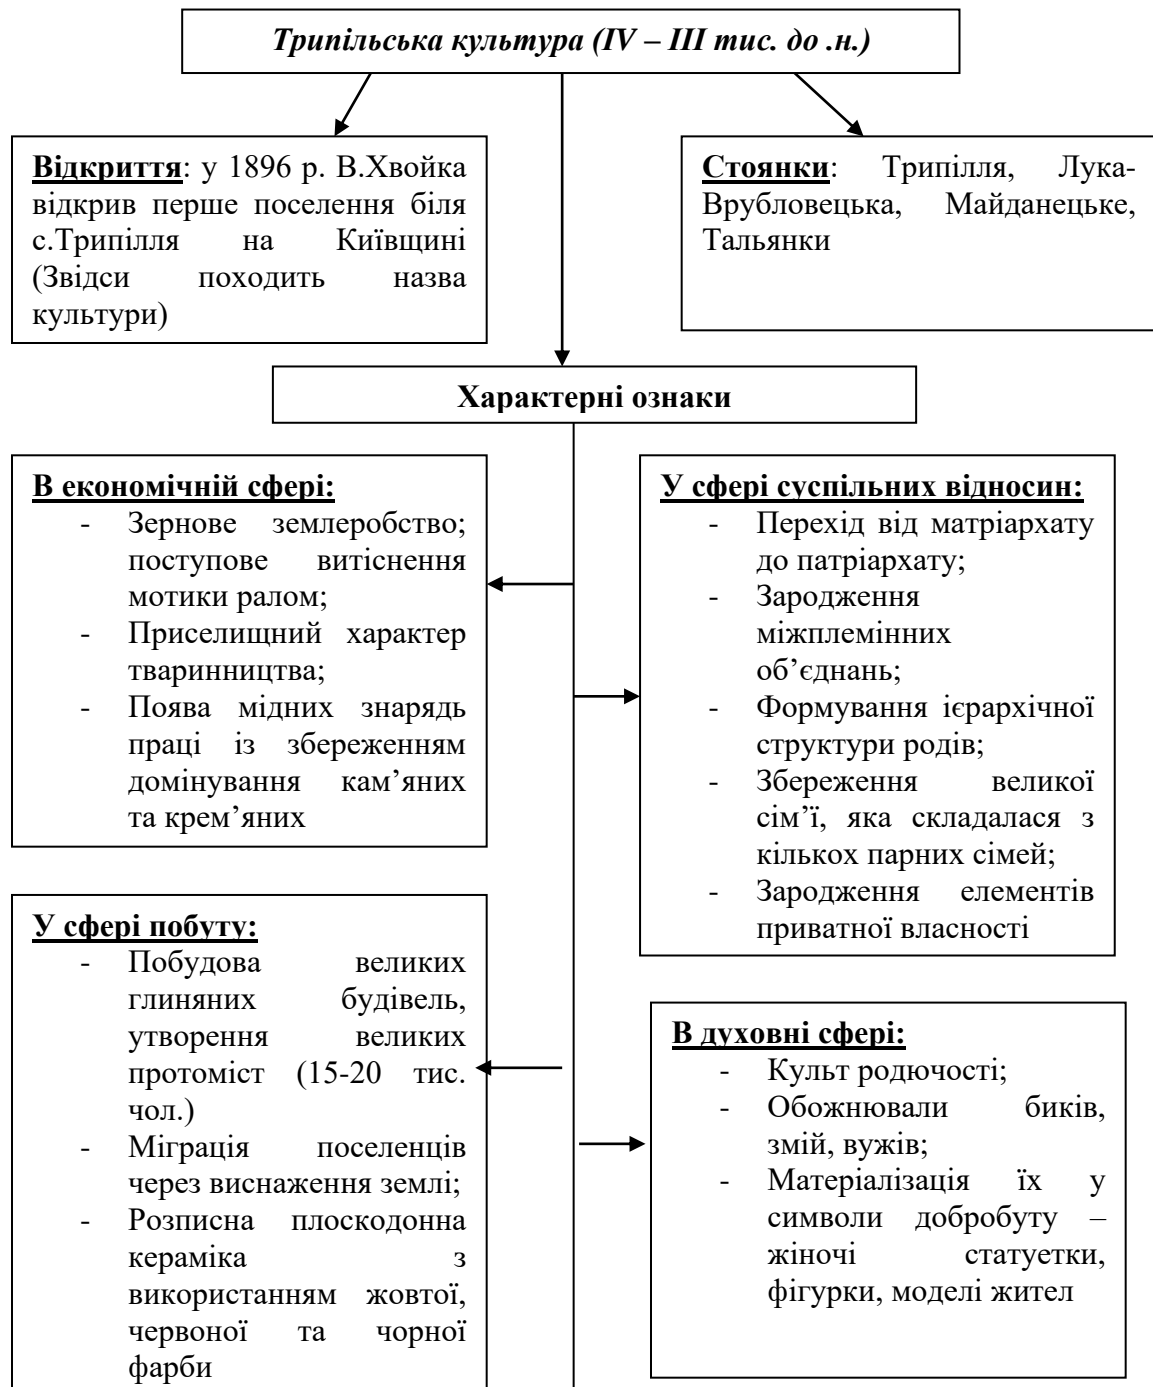 Трипільська культура (IV – III тис. до .н.)
Відкриття: у 1896 р. В.Хвойка
відкрив перше поселення біля
с.Трипілля на Київщині
(Звідси походить назва
культури)
Стоянки: Трипілля, Лука-
Врубловецька, Майданецьке,
Тальянки
Характерні ознаки
В економічній сфері:
- Зернове землеробство;
поступове витіснення
мотики ралом;
- Приселищний характер
тваринництва;
- Поява мідних знарядь
праці із збереженням
домінування кам’яних
та крем’яних
У сфері суспільних відносин:
- Перехід від матріархату
до патріархату;
- Зародження
міжплемінних
об’єднань;
- Формування ієрархічної
структури родів;
- Збереження великої
сім’ї, яка складалася з
кількох парних сімей;
- Зародження елементів
приватної власності
У сфері побуту:
- Побудова великих
глиняних будівель,
утворення великих
протоміст (15-20 тис.
чол.)
- Міграція поселенців
через виснаження землі;
- Розписна плоскодонна
кераміка з
використанням жовтої,
червоної та чорної
фарби
В духовні сфері:
- Культ родючості;
- Обожнювали биків,
змій, вужів;
- Матеріалізація їх у
символи добробуту –
жіночі статуетки,
фігурки, моделі жител